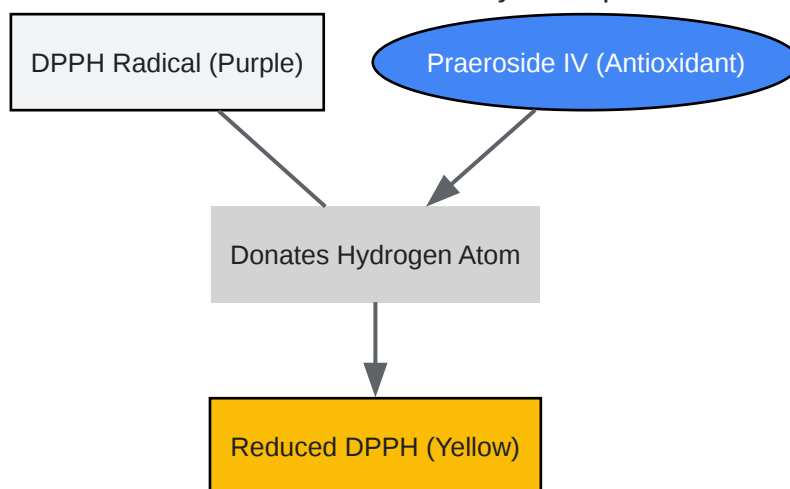 DPPH Radical (Purple)
Praeroside IV (Antioxidant)
Donates Hydrogen Atom
Reduced DPPH (Yellow)